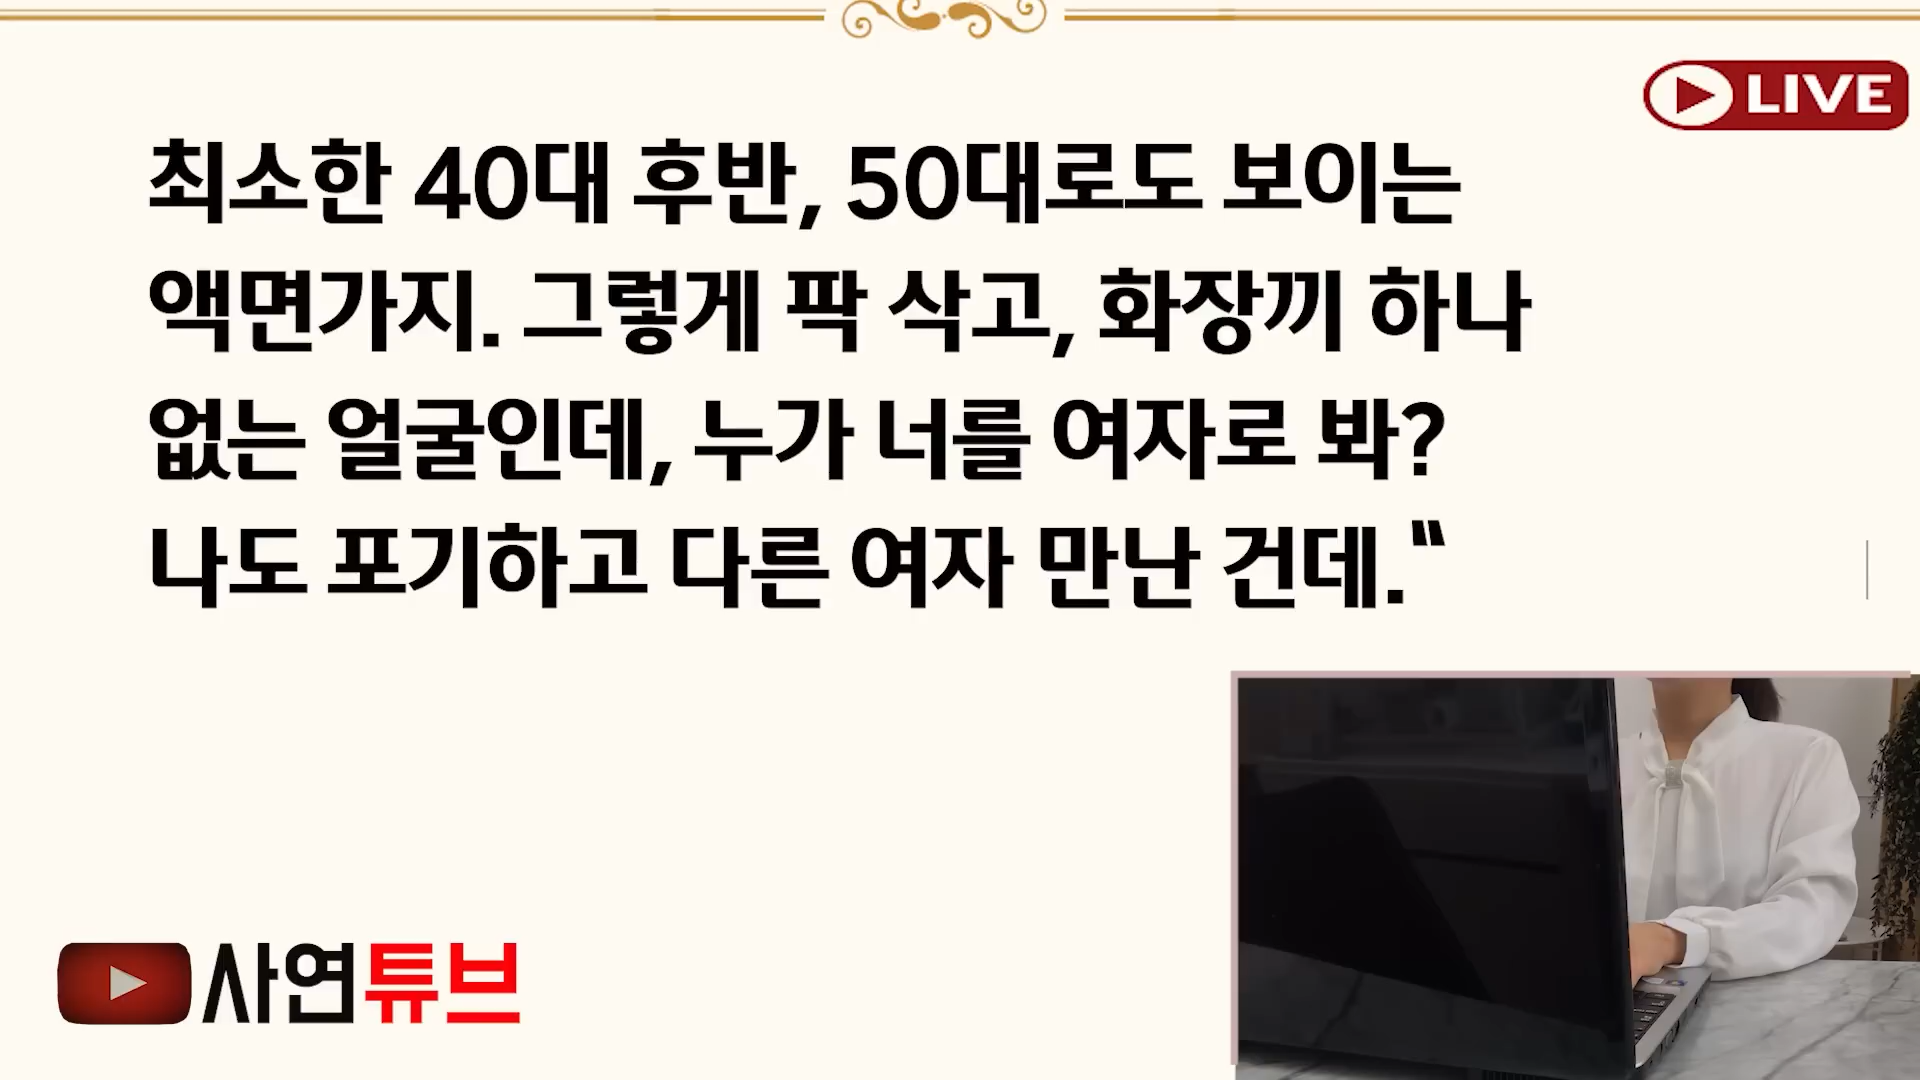 LIVE
최소한 40대 후반, 50대로도 보이는
액면가지. 그렇게 팍 삭고, 화장끼 하나
없는 얼굴인데, 누가 너를 여자로 봐?
나도 포기하고 다른 여자 만난 건데.“
사연튜브